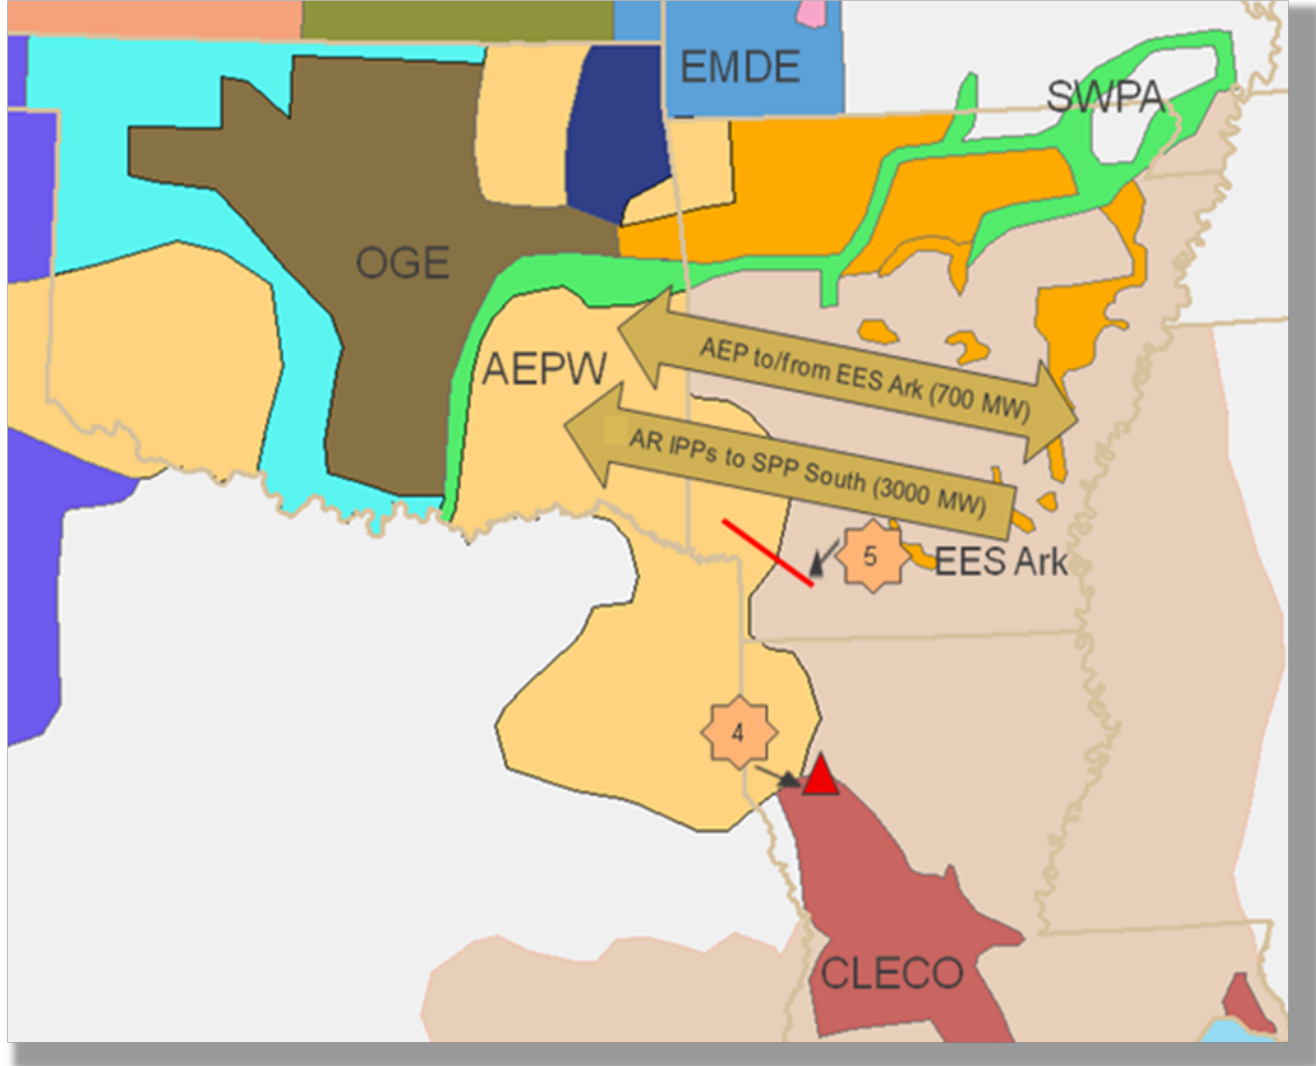 EMDE
SWPA
OGE
AEPW
AEP to/from EES Ark (700 MW)
AR IPPs to SPP South (3000 MW)
5
EES Ark
4
CLECO